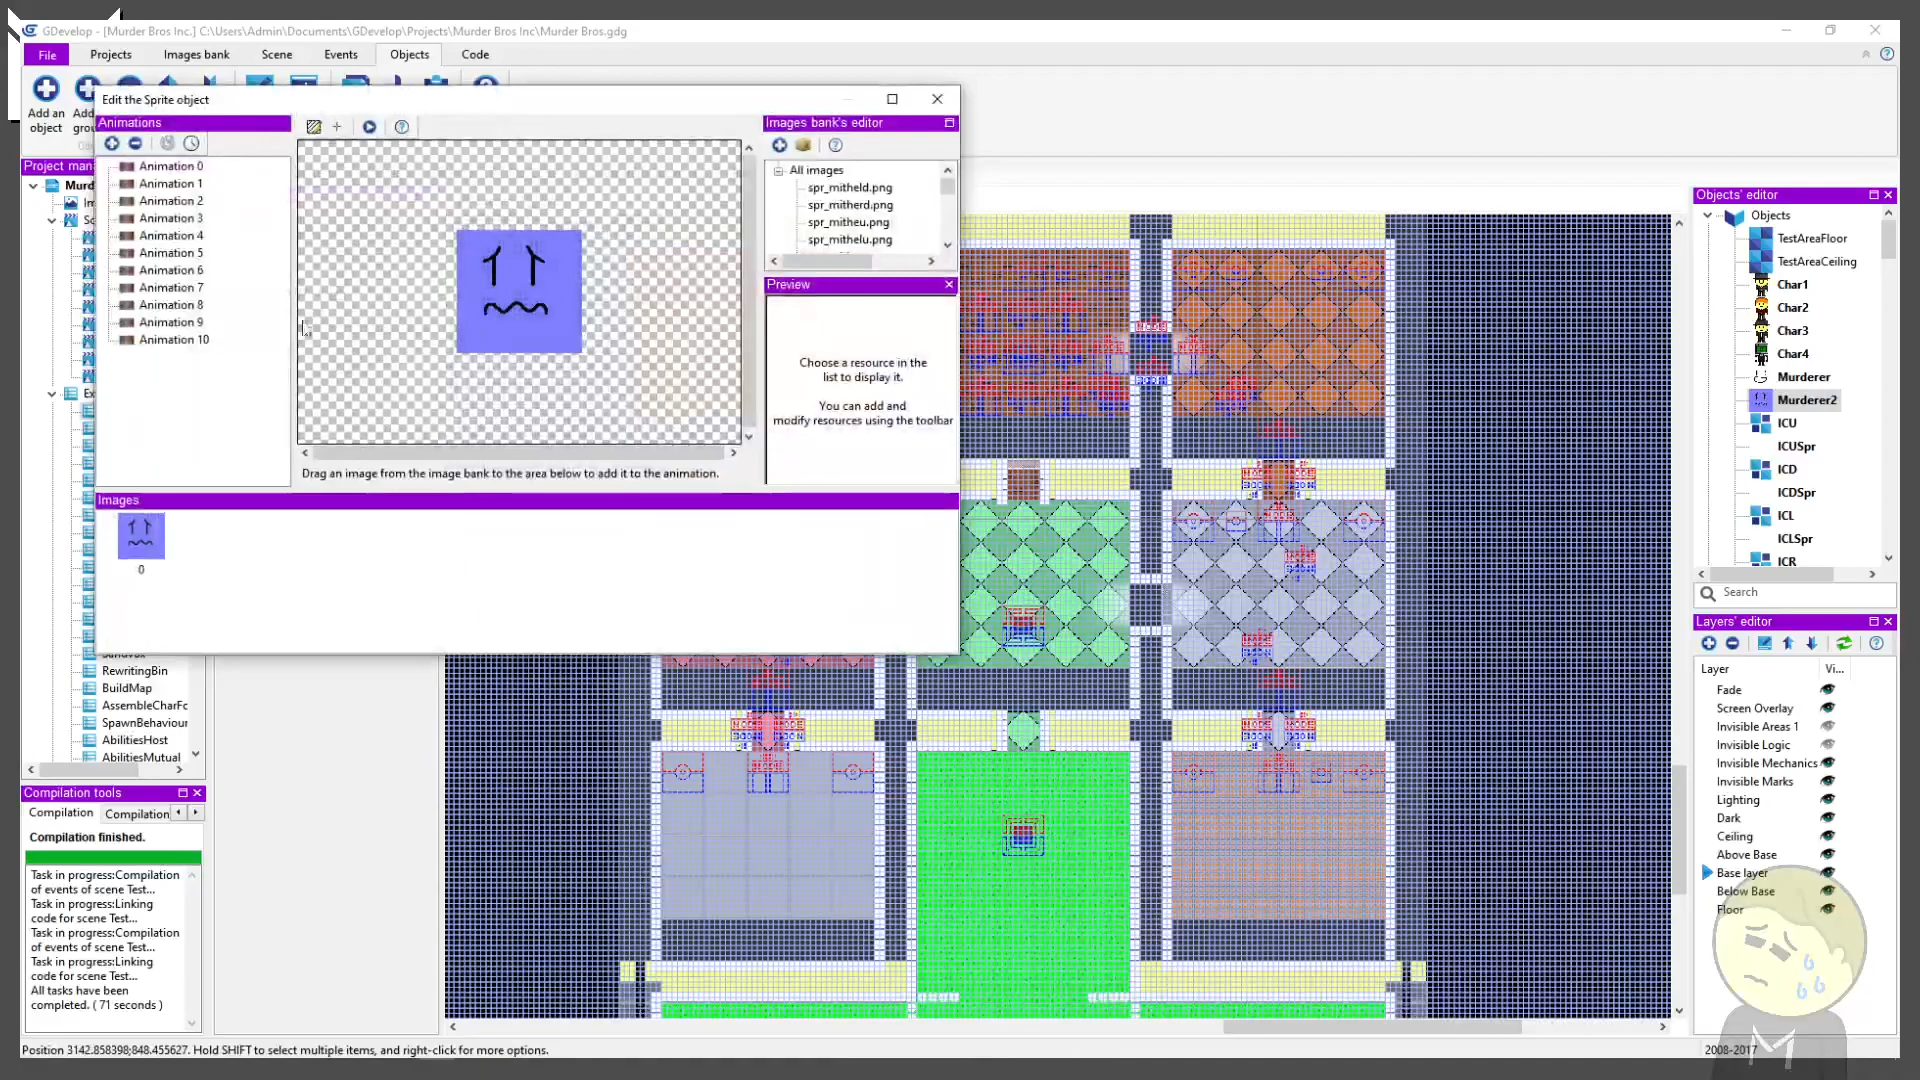 GDevelop - [Murder Bros Inc.] C:\Users\Admin\Documents\GDevelop\Projects\Murder Bros Inc\Murder Bros.gdg
File
Projects
Images bank
Scene
Events
Objects
Code
Add an
object
Add
Edit the Sprite object
Animations
Animation 0
Animation 1
Animation 2
Animation 3
Animation 4
Animation 5
Animation 6
Animation 7
Animation 8
Animation 9
Animation 10
Drag an image from the image bank to the area below to add it to the animation.
Images bank's editor
All images
spr_mitheld.png
spr_mitherd.png
spr_mitheu.png
spr_mithelu.png
Preview
Choose a resource in the
list to display it.
You can add and
modify resources using the toolbar
Images
0
RewritingBin
BuildMap
AssembleCharFc
SpawnBehaviour
AbilitiesHost
AbilitiesMutual
Compilation tools
Compilation
Compilation
Compilation finished.
Task in progress:Compilation
of events of scene Test...
Task in progress:Linking
code for scene Test...
Task in progress:Compilation
of events of scene Test...
Task in progress:Linking
code for scene Test...
All tasks have been
completed. ( 71 seconds )
Objects' editor
Objects
TestAreaFloor
TestAreaCeiling
Char1
Char2
Char3
Char4
Murderer
Murderer2
ICU
ICUSpr
ICD
ICDSpr
ICL
ICLSpr
ICR
Search
Layers' editor
Layer
Vi...
Fade
Screen Overlay
Invisible Areas 1
Invisible Logic
Invisible Mechanics
Invisible Marks
Lighting
Dark
Ceiling
Above Base
Base layer
Below Base
Floor
Position 3142.858398;848.455627. Hold SHIFT to select multiple items, and right-click for more options.
2008-2017